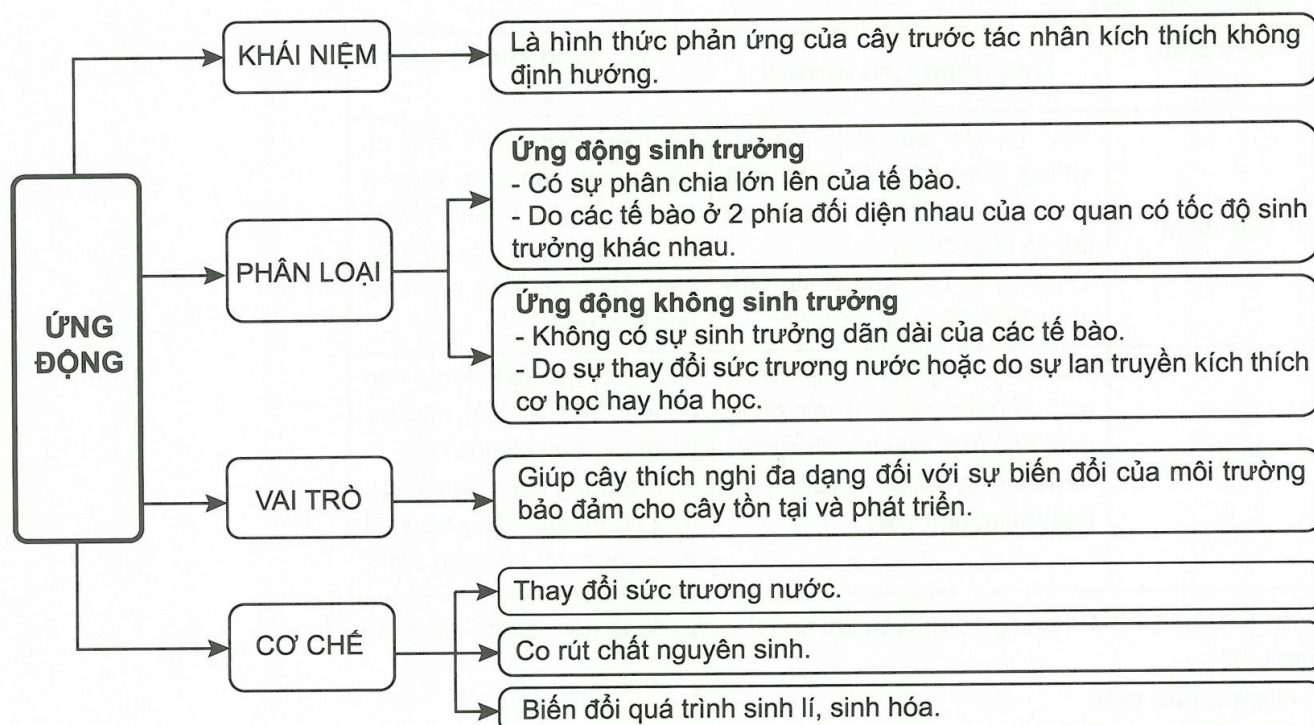 KHÁI NIỆM
Là hình thức phản ứng của cây trước tác nhân kích thích không
định hướng.
ỨNG
ĐỘNG
PHÂN LOẠI
Ứng động sinh trưởng
- Có sự phân chia lớn lên của tế bào.
- Do các tế bào ở 2 phía đối diện nhau của cơ quan có tốc độ sinh
trưởng khác nhau.
Ứng động không sinh trưởng
- Không có sự sinh trưởng dãn dài của các tế bào.
- Do sự thay đổi sức trương nước hoặc do sự lan truyền kích thích
cơ học hay hóa học.
VAI TRÒ
Giúp cây thích nghi đa dạng đối với sự biến đổi của môi trường
bảo đảm cho cây tồn tại và phát triển.
CƠ CHẾ
Thay đổi sức trương nước.
Co rút chất nguyên sinh.
Biến đổi quá trình sinh lí, sinh hóa.